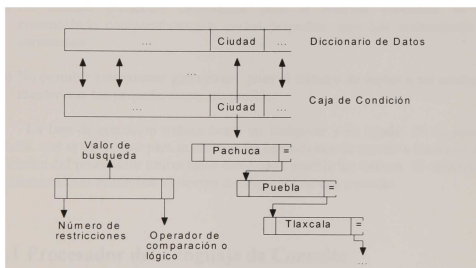 ... Ciudad ... Diccionario de Datos
...
... Ciudad ... Caja de Condición
Valor de
busqueda
Pachuca =
Puebla =
Número de
restricciones
Operador de
comparación o
lógico
Tlaxcala =
...